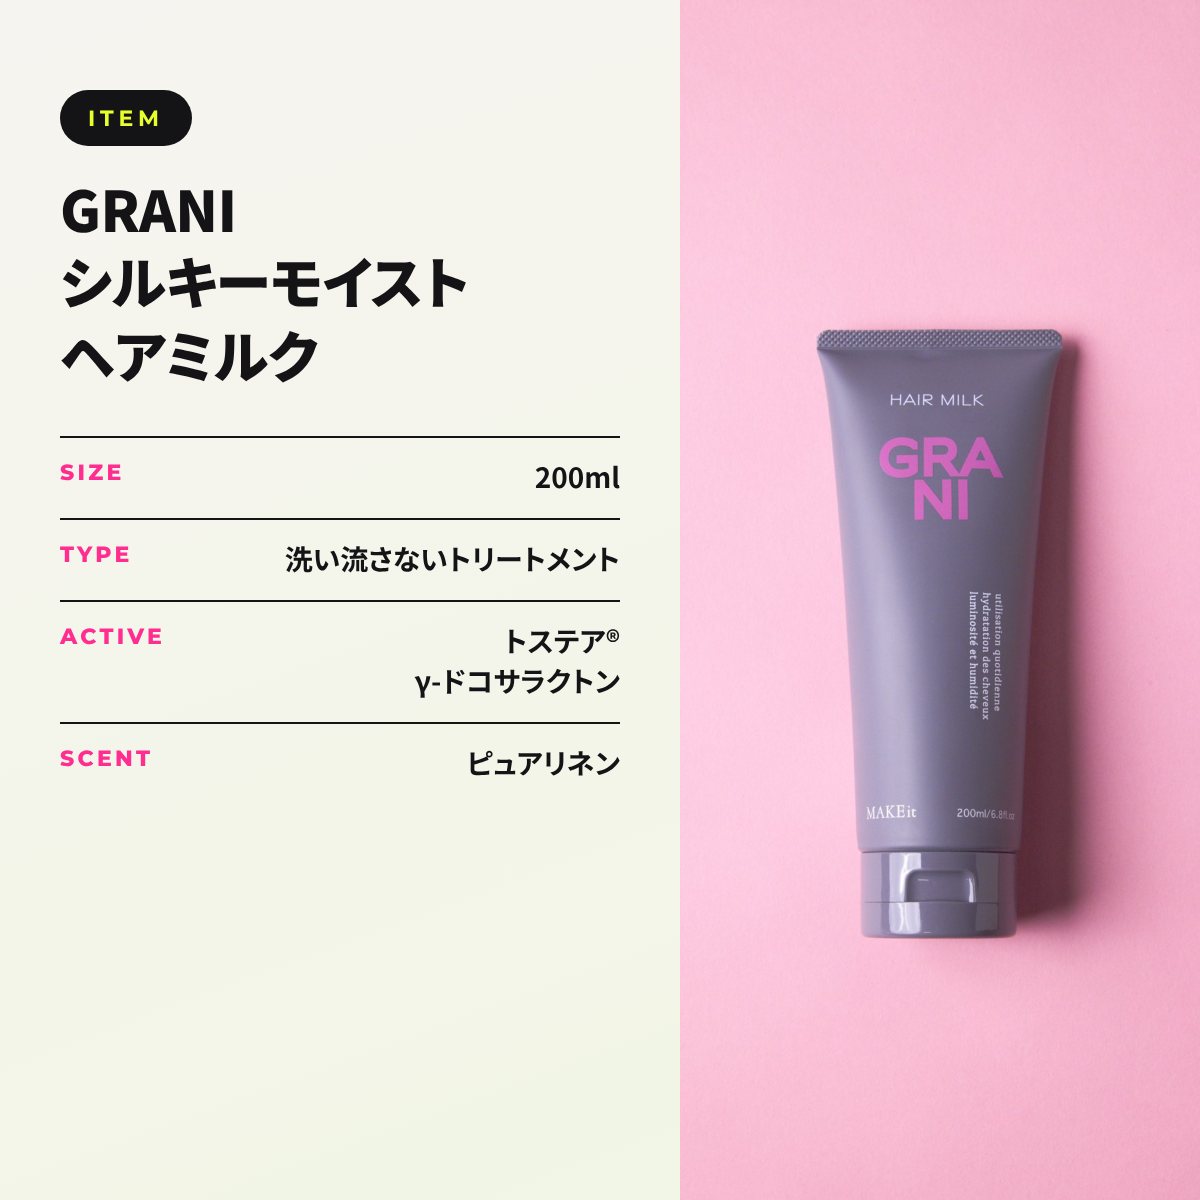 ITEM
GRANI
シルキーモイスト
ヘアミルク
SIZE
200ml
TYPE
洗い流さないトリートメント
ACTIVE
トステア®
γ-ドコサラクトン
SCENT
ピュアリネン
HAIR MILK
GRA
NI
utilisation quotidienne
hydratation des cheveux
luminosité et humidité
MAKEit
200ml/6.8fl.oz